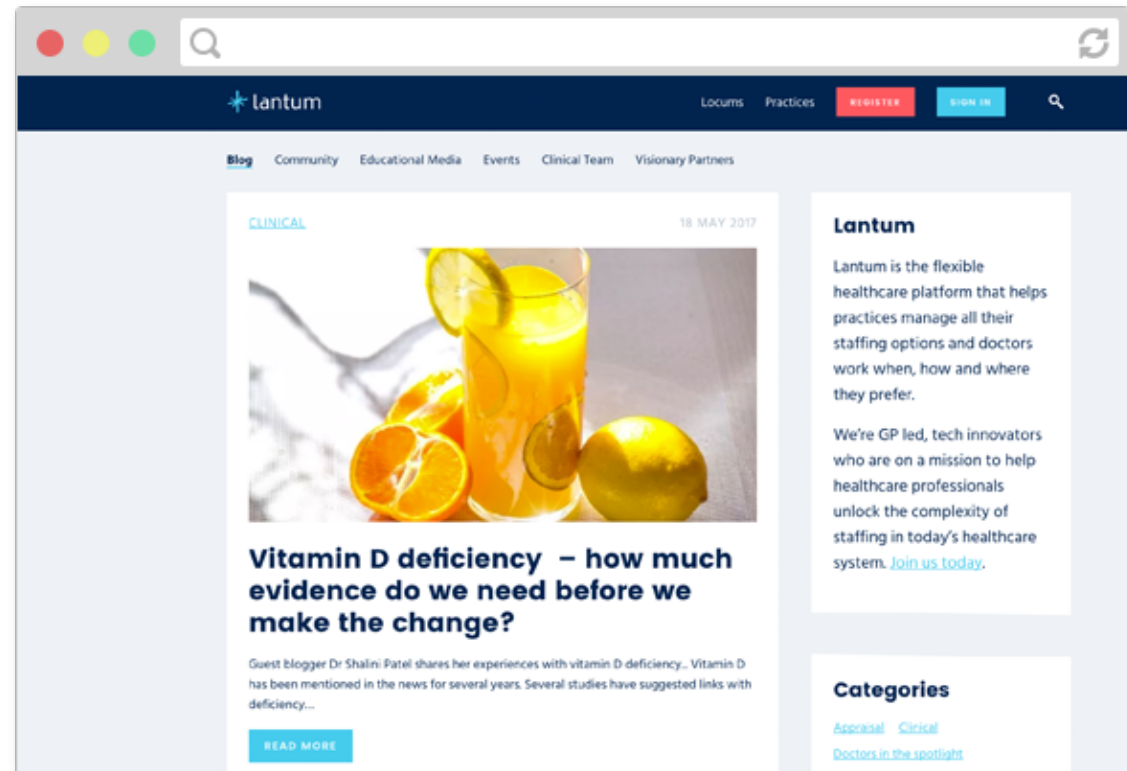 lantum
Locums Practices REGISTER SIGN IN
Blog Community Educational Media Events Clinical Team Visionary Partners
CLINICAL 18 MAY 2017
Vitamin D deficiency – how much
evidence do we need before we
make the change?
Guest blogger Dr Shalini Patel shares her experiences with vitamin D deficiency... Vitamin D
has been mentioned in the news for several years. Several studies have suggested links with
deficiency...
READ MORE
Lantum
Lantum is the flexible
healthcare platform that helps
practices manage all their
staffing options and doctors
work when, how and where
they prefer.
We're GP led, tech innovators
who are on a mission to help
healthcare professionals
unlock the complexity of
staffing in today's healthcare
system. Join us today.
Categories
Appraisal Clinical
Doctors in the spotlight